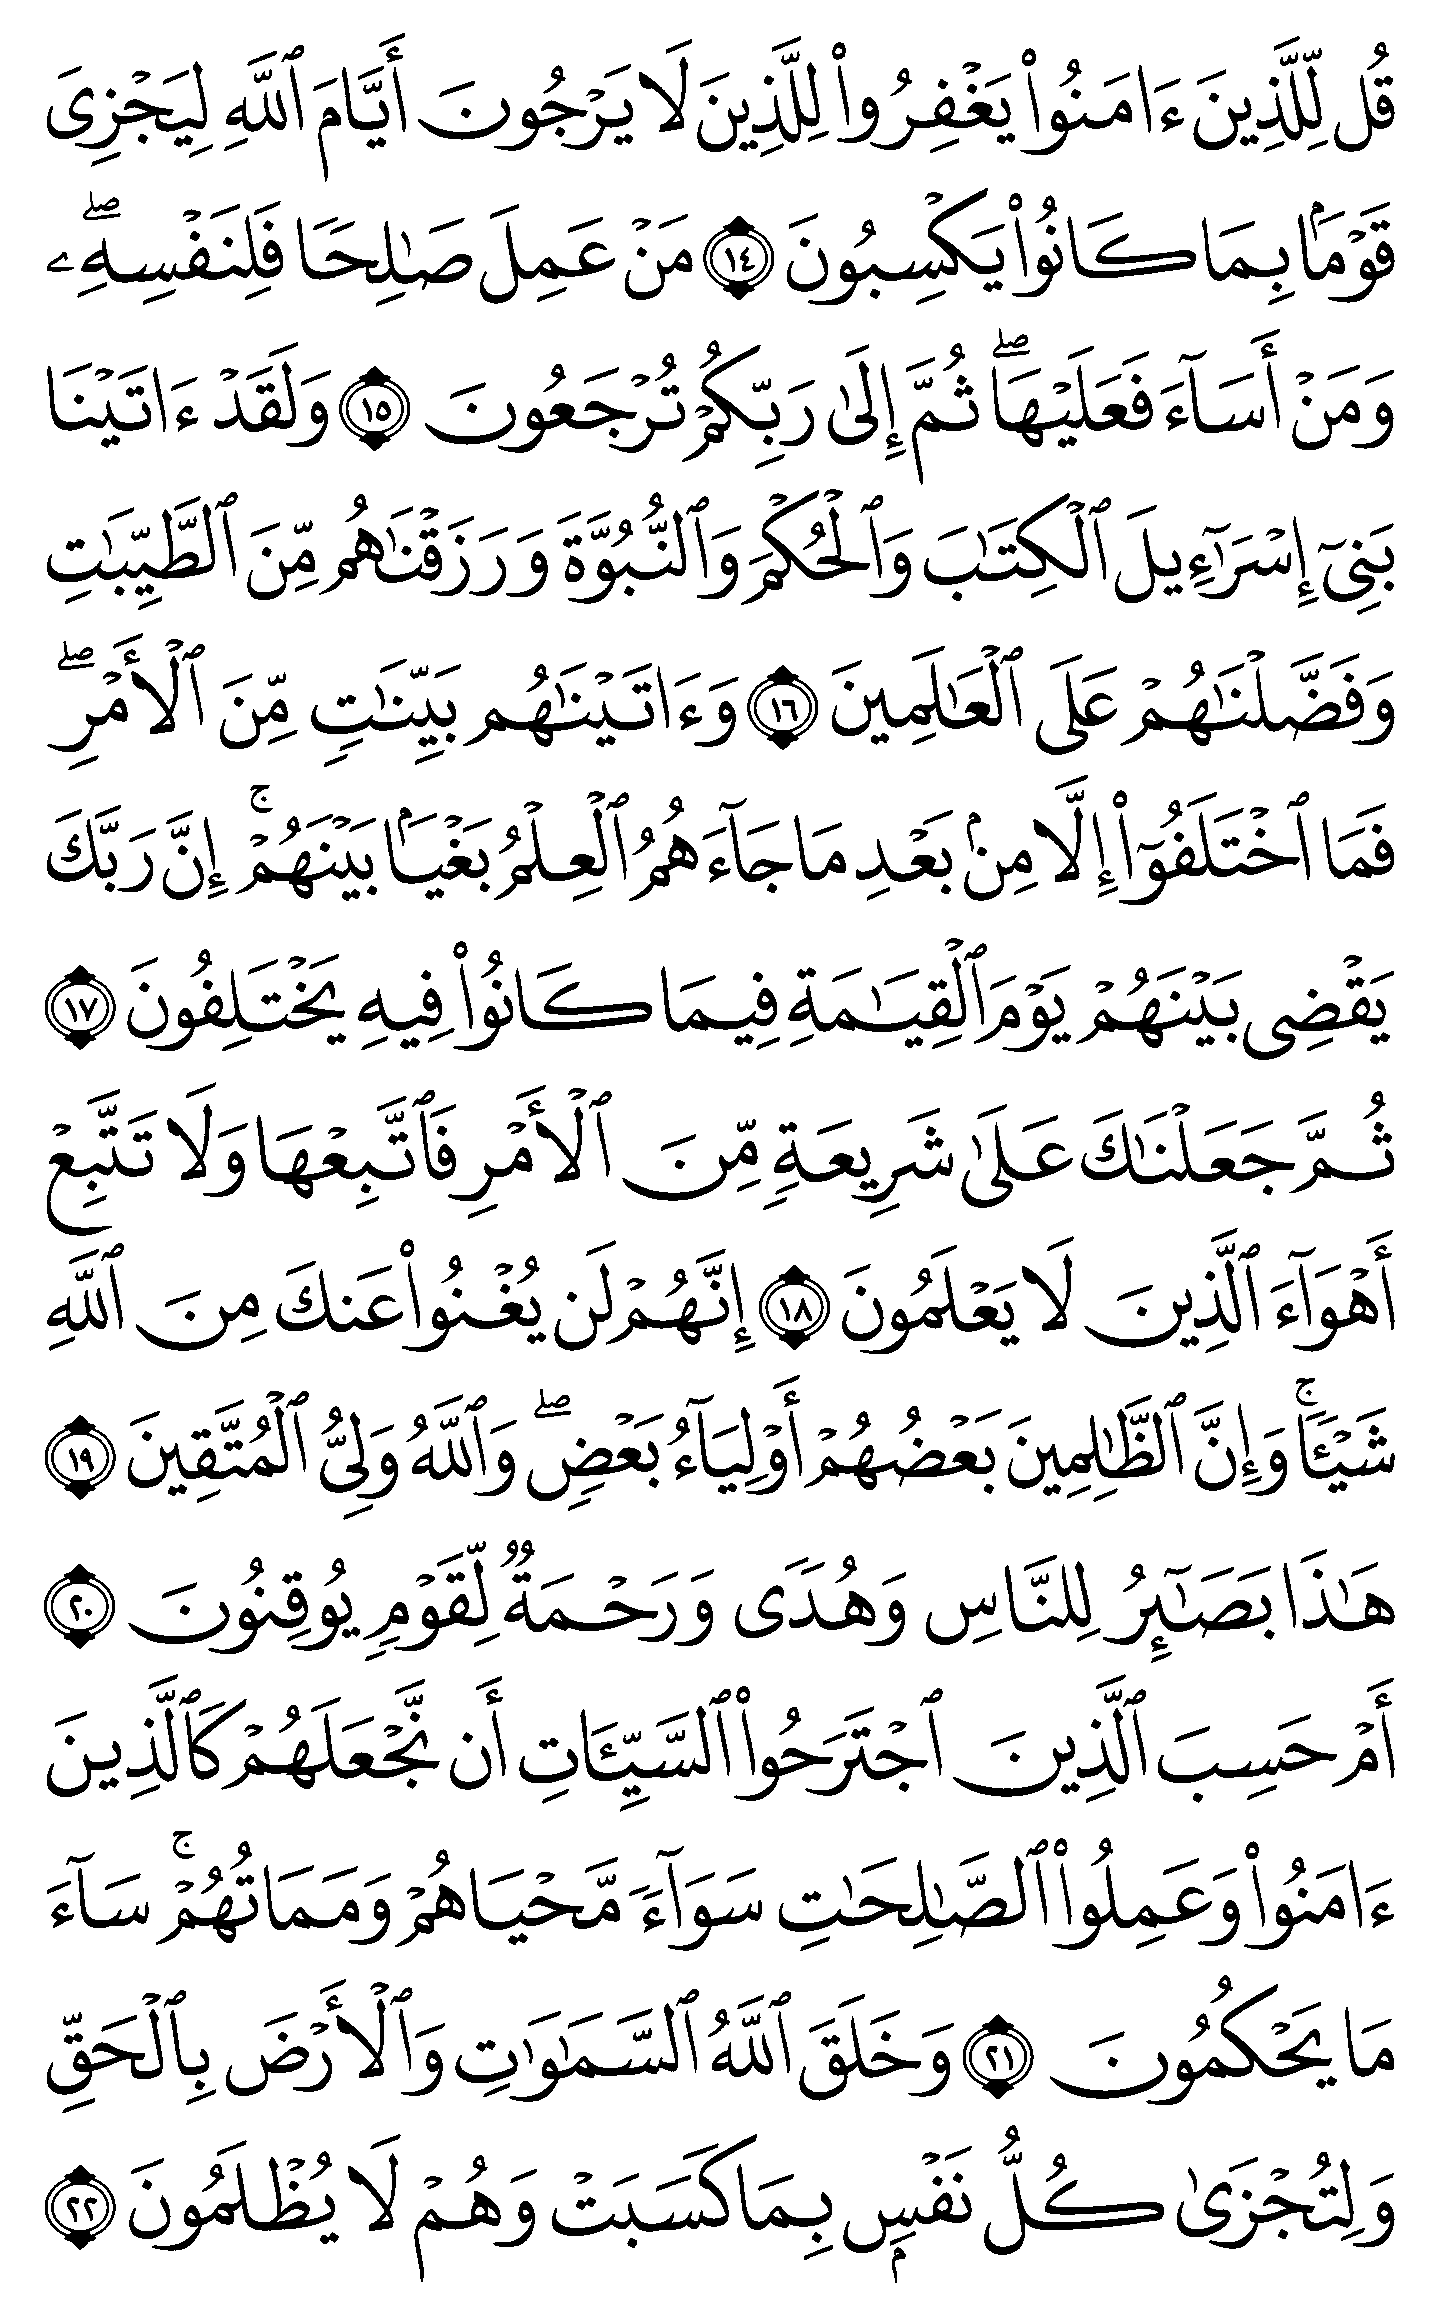 قُل لِّلَّذِينَ ءَامَنُوا۟ يَغْفِرُوا۟ لِلَّذِينَ لَا يَرْجُونَ أَيَّامَ ٱللَّهِ لِيَجْزِىَ
قَوْمًۢا بِمَا كَانُوا۟ يَكْسِبُونَ ١٤ مَنْ عَمِلَ صَٰلِحًا فَلِنَفْسِهِۦۖ
وَمَنْ أَسَآءَ فَعَلَيْهَاۖ ثُمَّ إِلَىٰ رَبِّكُمْ تُرْجَعُونَ ١٥ وَلَقَدْ ءَاتَيْنَا
بَنِىٓ إِسْرَٰٓءِيلَ ٱلْكِتَٰبَ وَٱلْحُكْمَ وَٱلنُّبُوَّةَ وَرَزَقْنَٰهُم مِّنَ ٱلطَّيِّبَٰتِ
وَفَضَّلْنَٰهُمْ عَلَى ٱلْعَٰلَمِينَ ١٦ وَءَاتَيْنَٰهُم بَيِّنَٰتٍ مِّنَ ٱلْأَمْرِۖ
فَمَا ٱخْتَلَفُوٓا۟ إِلَّا مِنۢ بَعْدِ مَا جَآءَهُمُ ٱلْعِلْمُ بَغْيًۢا بَيْنَهُمْۚ إِنَّ رَبَّكَ
يَقْضِى بَيْنَهُمْ يَوْمَ ٱلْقِيَٰمَةِ فِيمَا كَانُوا۟ فِيهِ يَخْتَلِفُونَ ١٧
ثُمَّ جَعَلْنَٰكَ عَلَىٰ شَرِيعَةٍ مِّنَ ٱلْأَمْرِ فَٱتَّبِعْهَا وَلَا تَتَّبِعْ
أَهْوَآءَ ٱلَّذِينَ لَا يَعْلَمُونَ ١٨ إِنَّهُمْ لَن يُغْنُوا۟ عَنكَ مِنَ ٱللَّهِ
شَيْـًٔاۚ وَإِنَّ ٱلظَّٰلِمِينَ بَعْضُهُمْ أَوْلِيَآءُ بَعْضٍۖ وَٱللَّهُ وَلِىُّ ٱلْمُتَّقِينَ ١٩
هَٰذَا بَصَٰٓئِرُ لِلنَّاسِ وَهُدًى وَرَحْمَةٌ لِّقَوْمٍ يُوقِنُونَ ٢٠
أَمْ حَسِبَ ٱلَّذِينَ ٱجْتَرَحُوا۟ ٱلسَّيِّـَٔاتِ أَن نَّجْعَلَهُمْ كَٱلَّذِينَ
ءَامَنُوا۟ وَعَمِلُوا۟ ٱلصَّٰلِحَٰتِ سَوَآءً مَّحْيَاهُمْ وَمَمَاتُهُمْۚ سَآءَ
مَا يَحْكُمُونَ ٢١ وَخَلَقَ ٱللَّهُ ٱلسَّمَٰوَٰتِ وَٱلْأَرْضَ بِٱلْحَقِّ
وَلِتُجْزَىٰ كُلُّ نَفْسٍۭ بِمَا كَسَبَتْ وَهُمْ لَا يُظْلَمُونَ ٢٢